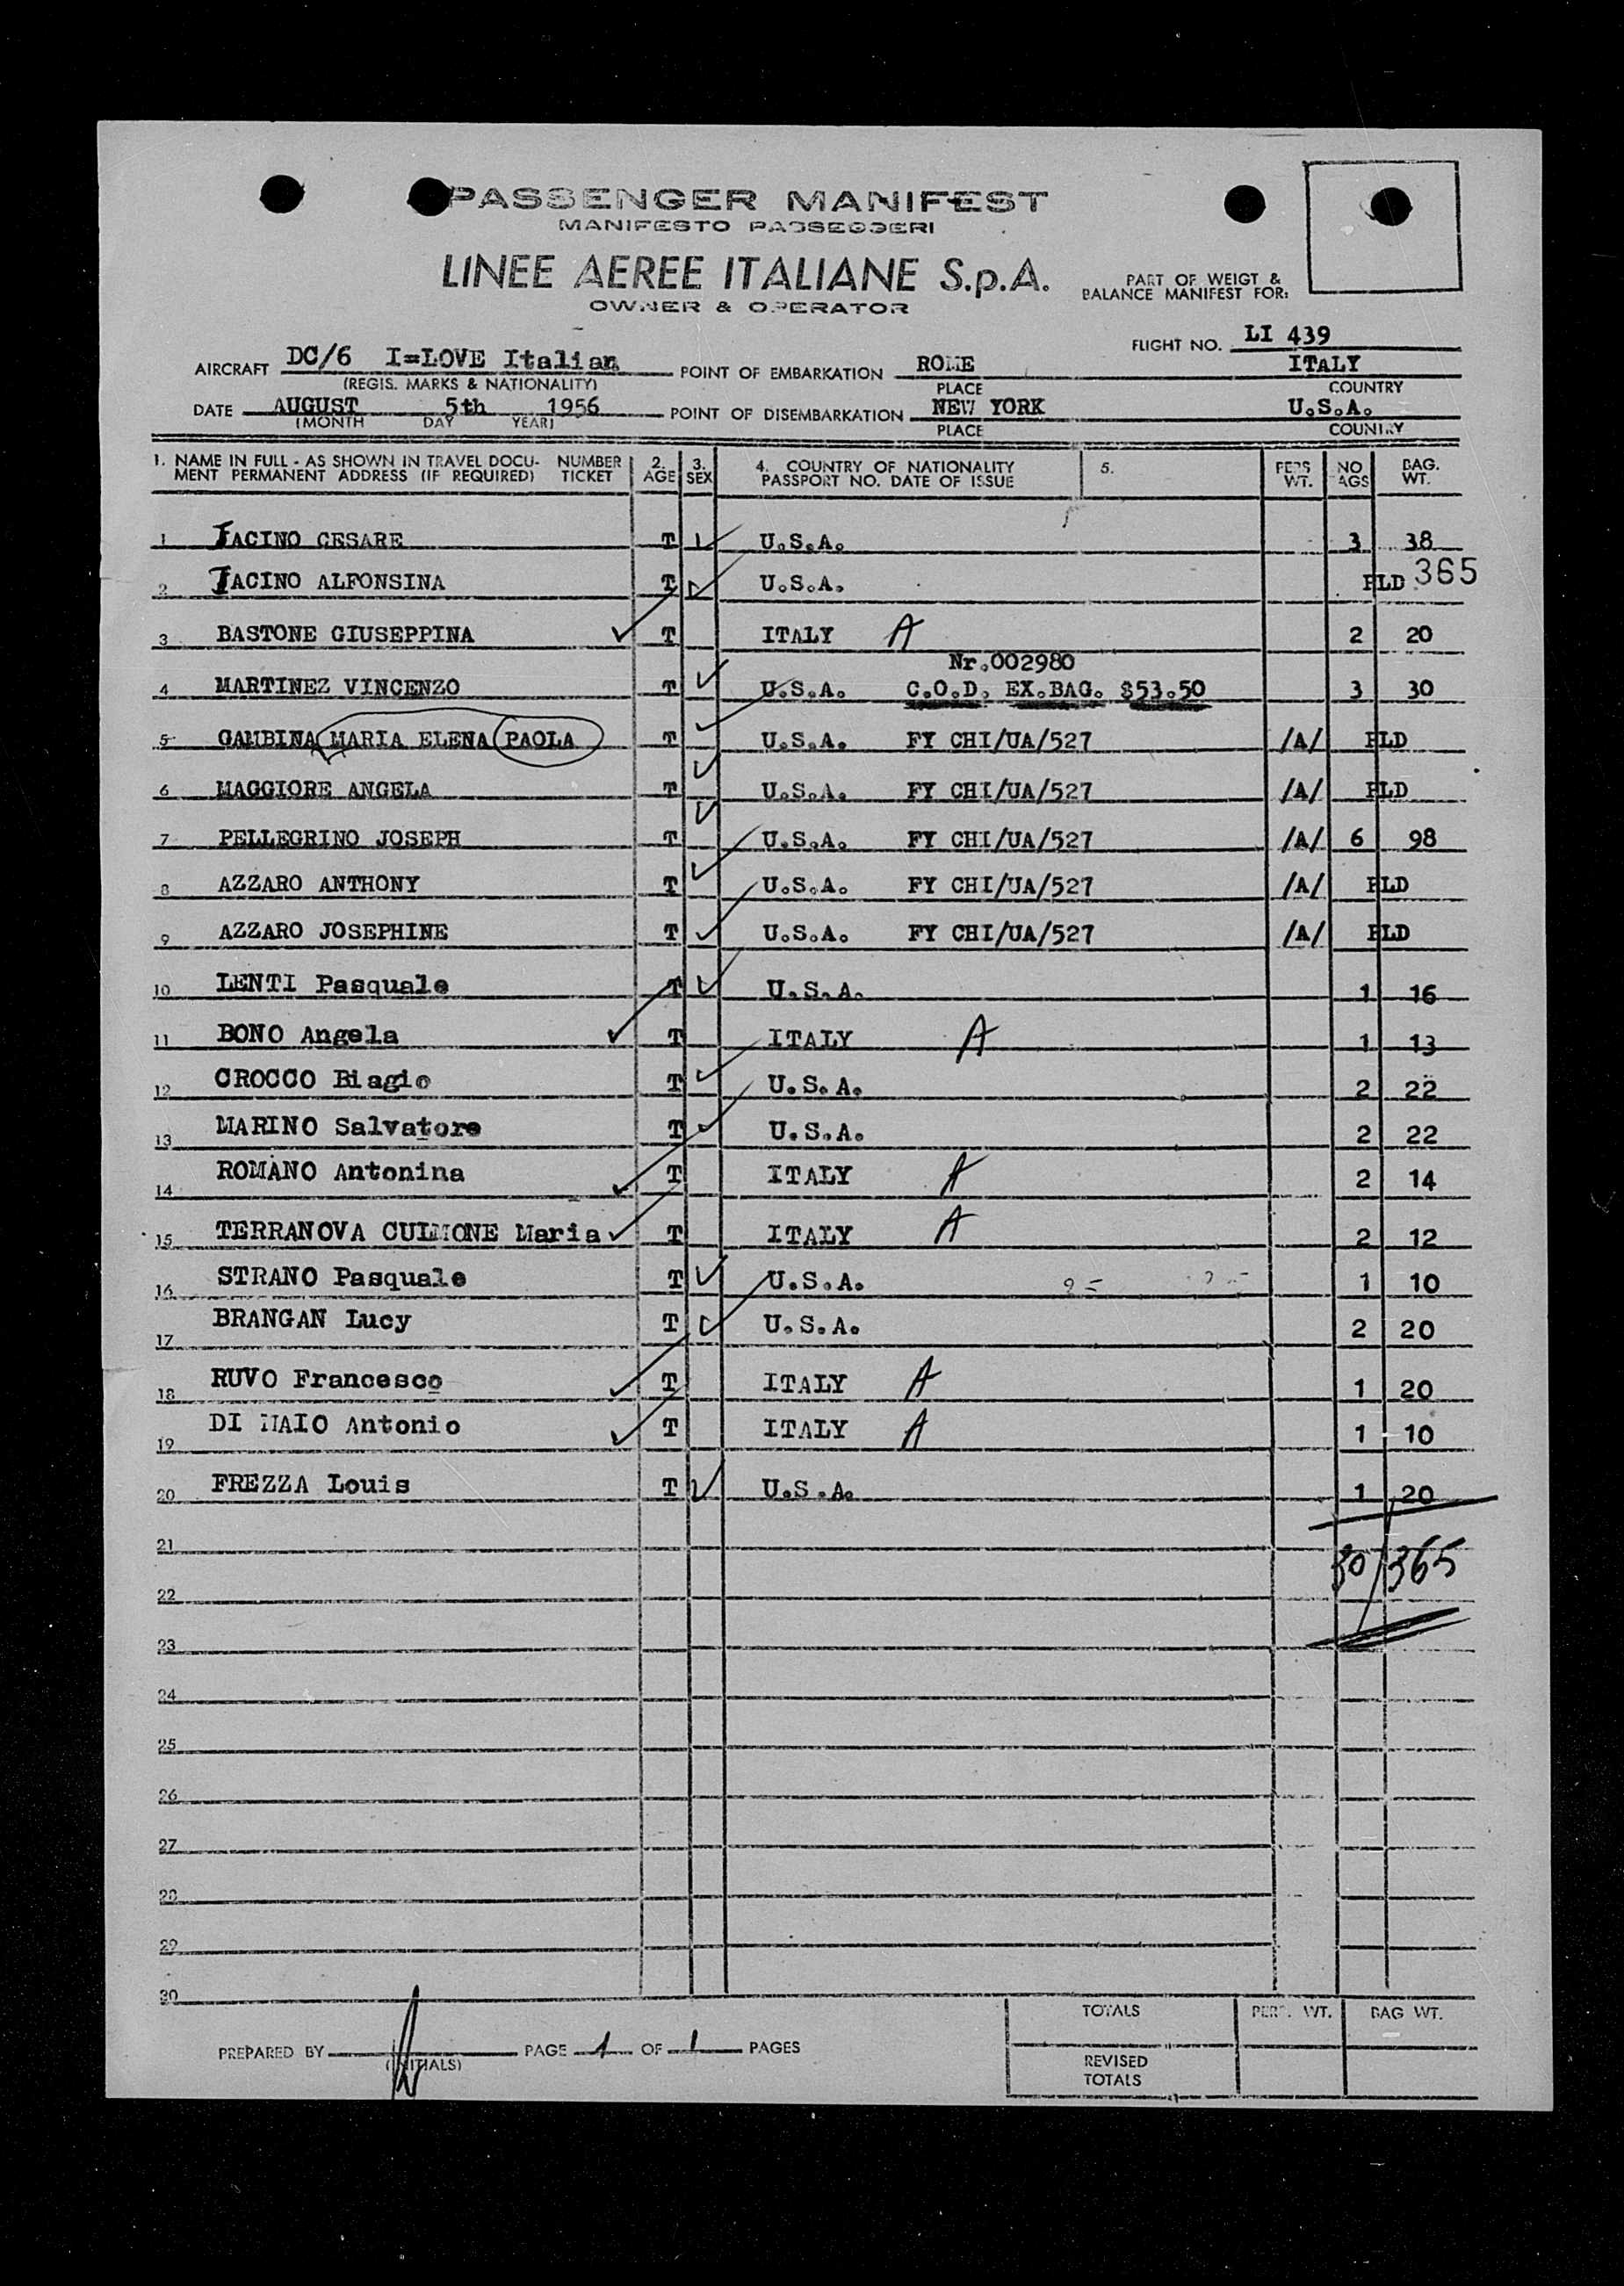 PASSENGER MANIFEST
MANIFESTO PASSEGGERI
LINEE AEREE ITALIANE S.p.A.
OWNER & OPERATOR
PART OF WEIGT &
BALANCE MANIFEST FOR:
FLIGHT NO. LI 439
AIRCRAFT DC/6 I=LOVE Italian POINT OF EMBARKATION ROME ITALY
(REGIS. MARKS & NATIONALITY) PLACE COUNTRY
DATE AUGUST 5th 1956 POINT OF DISEMBARKATION NEW YORK U.S.A.
(MONTH DAY YEAR) PLACE COUNTRY
1. NAME IN FULL - AS SHOWN IN TRAVEL DOCU- NUMBER 2. 3. 4. COUNTRY OF NATIONALITY 5. PERS NO BAG.
MENT PERMANENT ADDRESS (IF REQUIRED) TICKET AGE SEX PASSPORT NO. DATE OF ISSUE WT. AGS WT.
1 JACINO CESARE T U.S.A. 3 38
2 JACINO ALFONSINA T U.S.A. PLD 365
3 BASTONE GIUSEPPINA T ITALY A 2 20
Nr.002980
4 MARTINEZ VINCENZO T U.S.A. C.O.D. EX.BAG. $53.50 3 30
5 GAMBINA MARIA ELENA PAOLA T U.S.A. FY CHI/UA/527 /A/ PLD
6 MAGGIORE ANGELA T U.S.A. FY CHI/UA/527 /A/ PLD
7 PELLEGRINO JOSEPH T U.S.A. FY CHI/UA/527 /A/ 6 98
8 AZZARO ANTHONY T U.S.A. FY CHI/UA/527 /A/ PLD
9 AZZARO JOSEPHINE T U.S.A. FY CHI/UA/527 /A/ PLD
10 LENTI Pasquale T U.S.A. 1 16
11 BONO Angela T ITALY A 1 13
12 CROCCO Biagio T U.S.A. 2 22
13 MARINO Salvatore T U.S.A. 2 22
14 ROMANO Antonina T ITALY A 2 14
15 TERRANOVA CULMONE Maria T ITALY A 2 12
16 STRANO Pasquale T U.S.A. 1 10
17 BRANGAN Lucy T U.S.A. 2 20
18 RUVO Francesco T ITALY A 1 20
19 DI MAIO Antonio T ITALY A 1 10
20 FREZZA Louis T U.S.A. 1 20
21 30/365
22
23
24
25
26
27
28
29
30
TOTALS PERS. WT. BAG WT.
PREPARED BY PAGE 1 OF 1 PAGES
(INITIALS)
REVISED
TOTALS